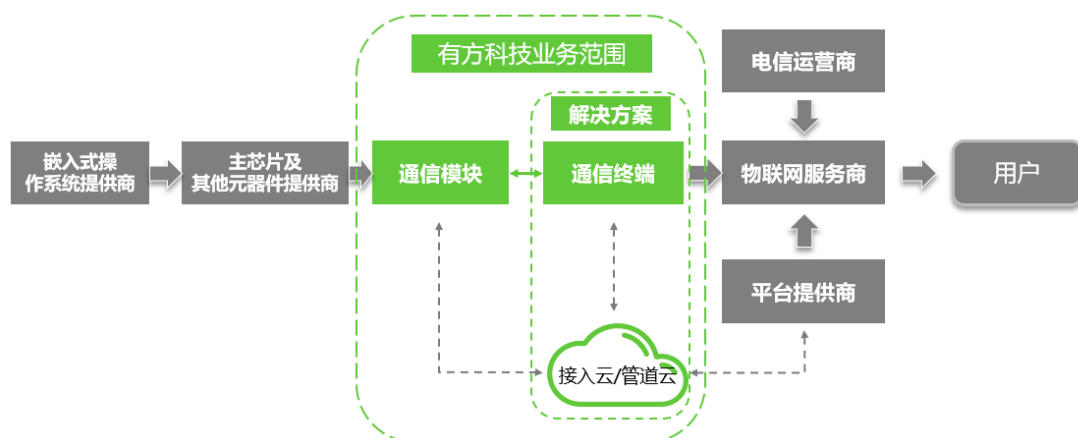 有方科技业务范围
电信运营商
解决方案
嵌入式操
作系统提供商
主芯片及
其他元器件提供商
通信模块
通信终端
物联网服务商
用户
平台提供商
接入云/管道云